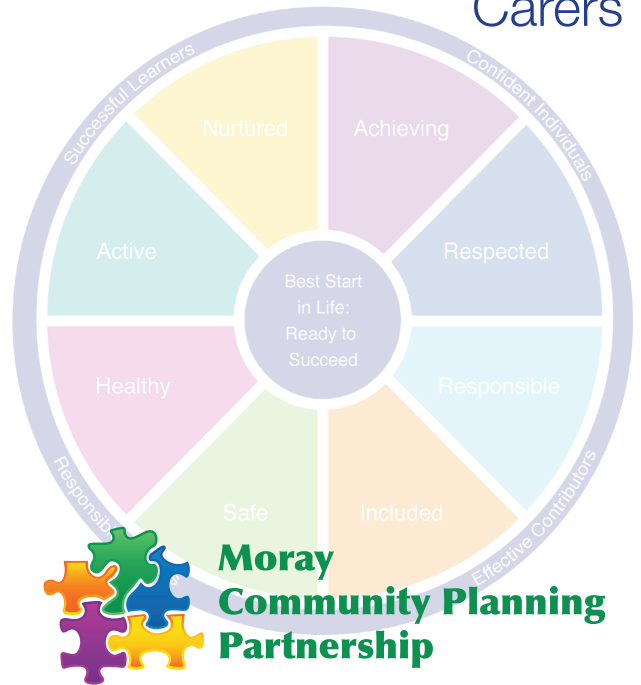 Carers
Successful Learners
Confident Individuals
Nurtured
Achieving
Active
Respected
Best Start
in Life:
Ready to
Succeed
Healthy
Responsible
Safe
Included
Effective Contributors
Moray
Community Planning
Partnership